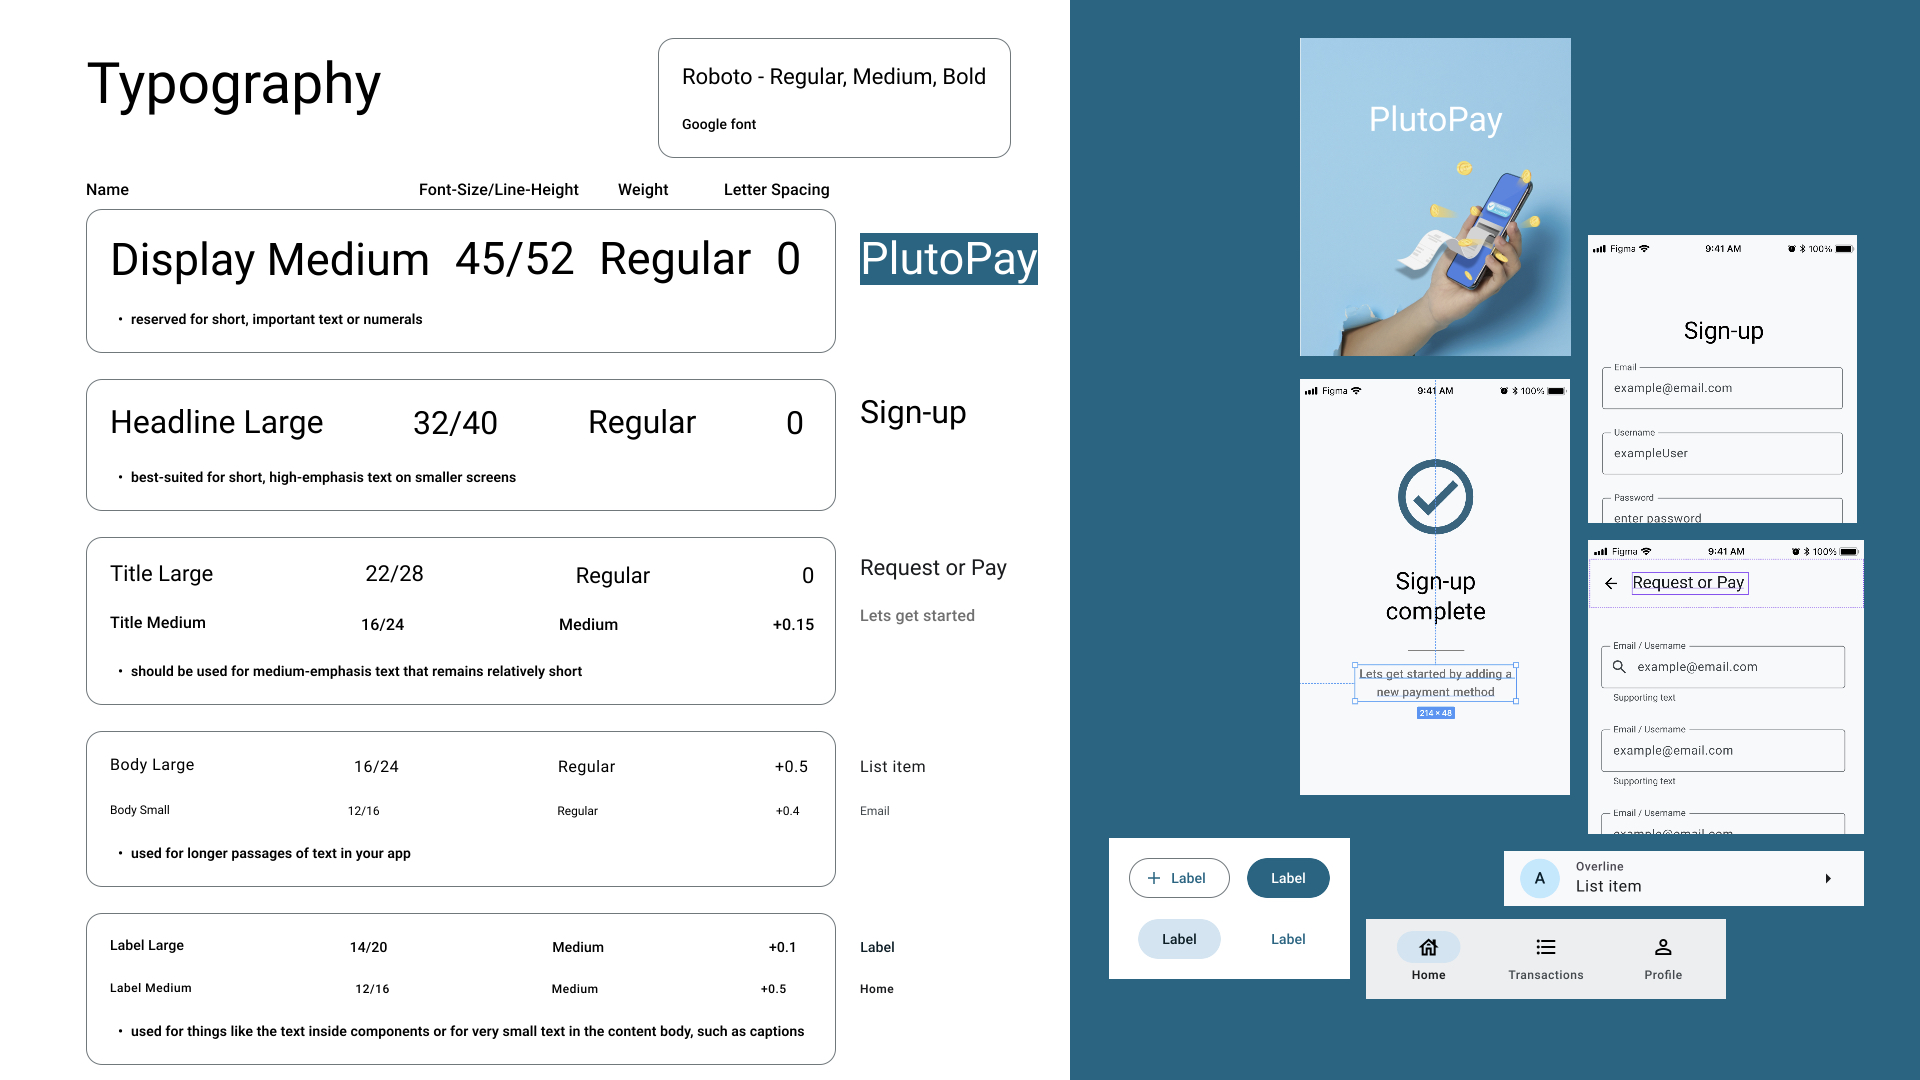 Typography
Roboto - Regular, Medium, Bold
Google font
Name Font-Size/Line-Height Weight Letter Spacing
Display Medium 45/52 Regular 0
• reserved for short, important text or numerals
PlutoPay
Headline Large 32/40 Regular 0
• best-suited for short, high-emphasis text on smaller screens
Sign-up
Title Large 22/28 Regular 0
Title Medium 16/24 Medium +0.15
• should be used for medium-emphasis text that remains relatively short
Request or Pay
Lets get started
Body Large 16/24 Regular +0.5
Body Small 12/16 Regular +0.4
• used for longer passages of text in your app
List item
Email
Label Large 14/20 Medium +0.1
Label Medium 12/16 Medium +0.5
• used for things like the text inside components or for very small text in the content body, such as captions
Label
Home
PlutoPay
Figma 9:41 AM 100%
Sign-up
Email
example@email.com
Username
exampleUser
Password
enter password
Figma 9:41 AM 100%
Sign-up
complete
Lets get started by adding a
new payment method
214 × 48
Figma 9:41 AM 100%
Request or Pay
Email / Username
example@email.com
Supporting text
Email / Username
example@email.com
Supporting text
Email / Username
example@email.com
Label
Label
Label
Label
A
Overline
List item
Home
Transactions
Profile